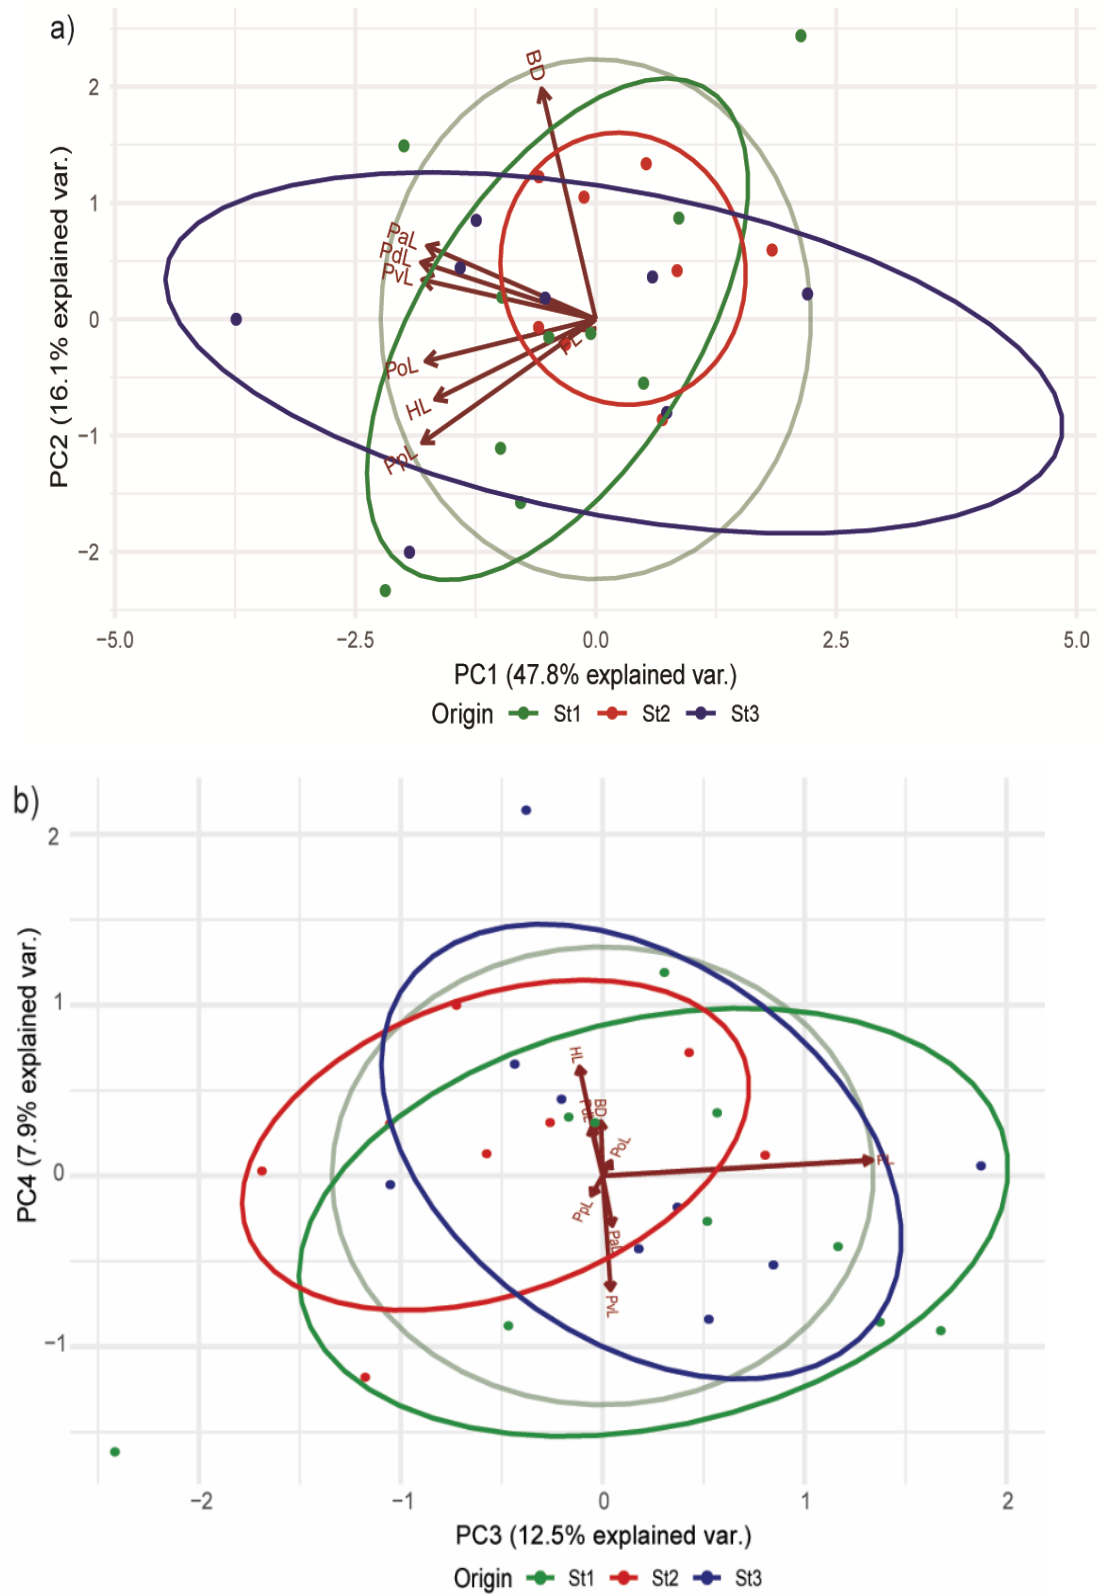 a)
PC2 (16.1% explained var.)
2
1
0
−1
−2
BD
PaL
PdL
PvL
PoL
HL
PpL
FL
−5.0
−2.5
0.0
2.5
5.0
PC1 (47.8% explained var.)
Origin St1 St2 St3
b)
PC4 (7.9% explained var.)
2
1
0
−1
HL
PdL
BD
PoL
PpL
PaL
PvL
FL
−2
−1
0
1
2
PC3 (12.5% explained var.)
Origin St1 St2 St3